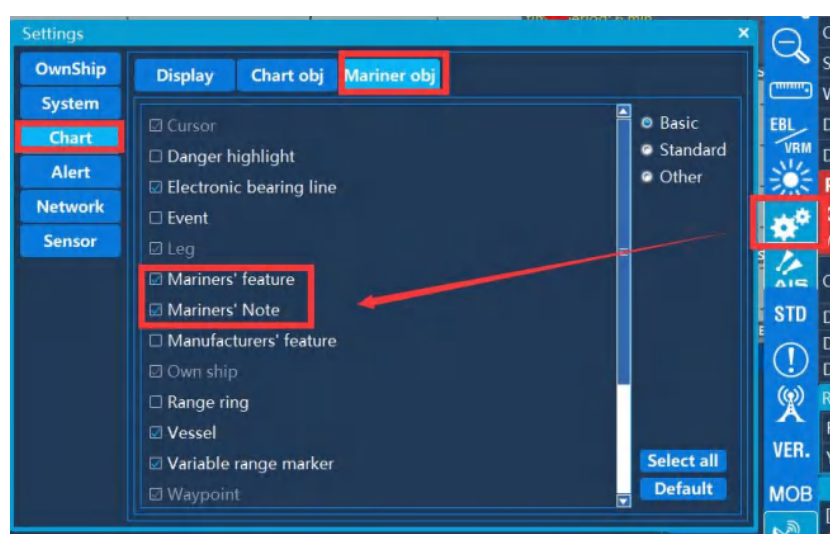 Settings
×
OwnShip
System
Chart
Alert
Network
Sensor
Display
Chart obj
Mariner obj
Cursor
Danger highlight
Electronic bearing line
Event
Leg
Mariners' feature
Mariners' Note
Manufacturers' feature
Own ship
Range ring
Vessel
Variable range marker
Waypoint
Basic
Standard
Other
Select all
Default
EBL
VRM
AIS
STD
VER.
MOB